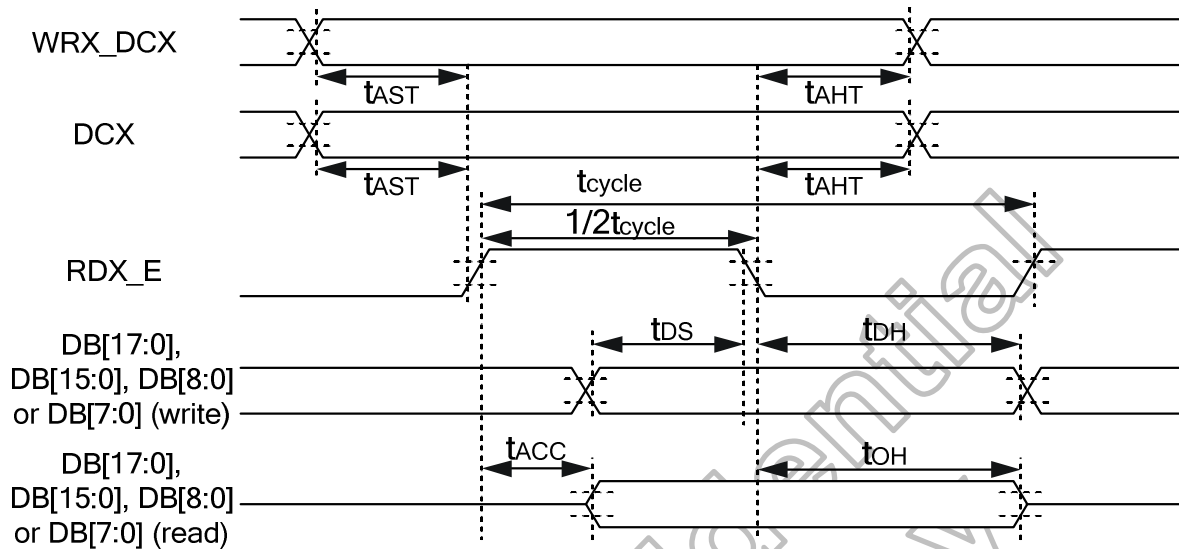 WRX_DCX
tAST
tAHT
DCX
tAST
tAHT
tcycle
1/2tcycle
RDX_E
tDS
tDH
DB[17:0],
DB[15:0], DB[8:0]
or DB[7:0] (write)
tACC
tOH
DB[17:0],
DB[15:0], DB[8:0]
or DB[7:0] (read)
dential
y